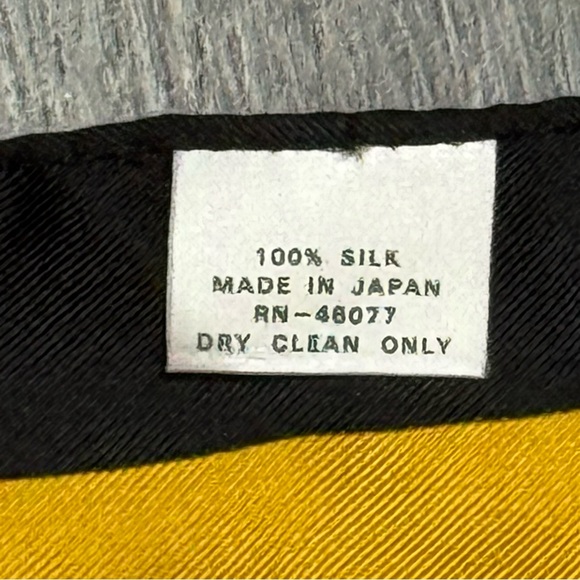 100% SILK
MADE IN JAPAN
RN-46077
DRY CLEAN ONLY